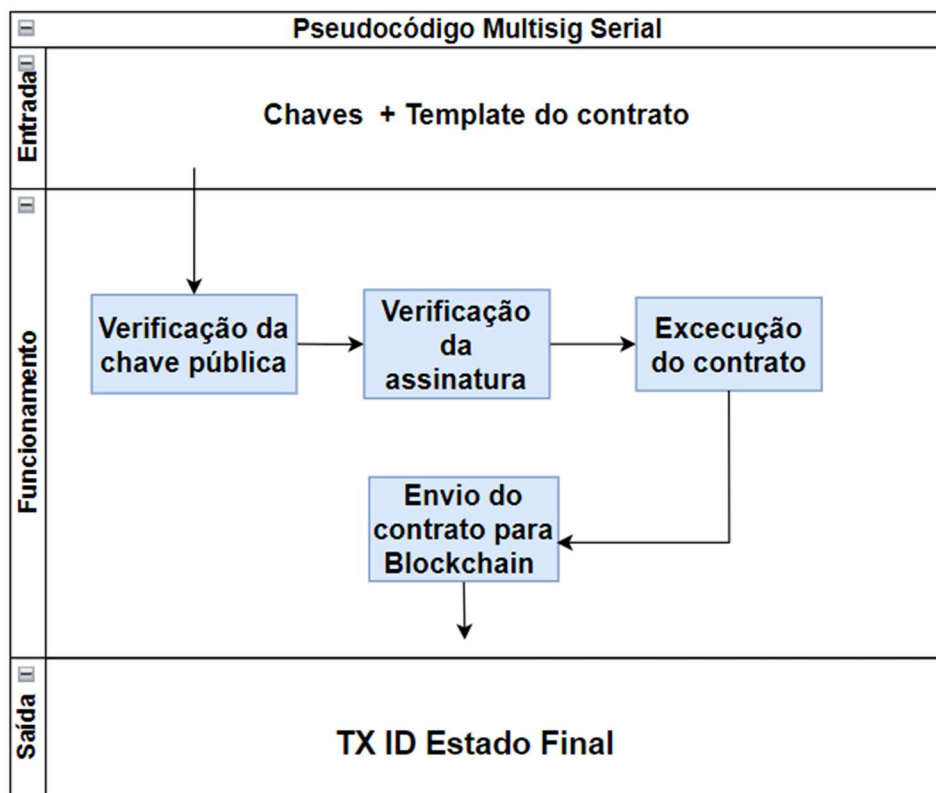 Pseudocódigo Multisig Serial
Entrada
Chaves + Template do contrato
Funcionamento
Verificação da
chave pública
Verificação
da
assinatura
Excecução
do contrato
Envio do
contrato para
Blockchain
Saída
TX ID Estado Final